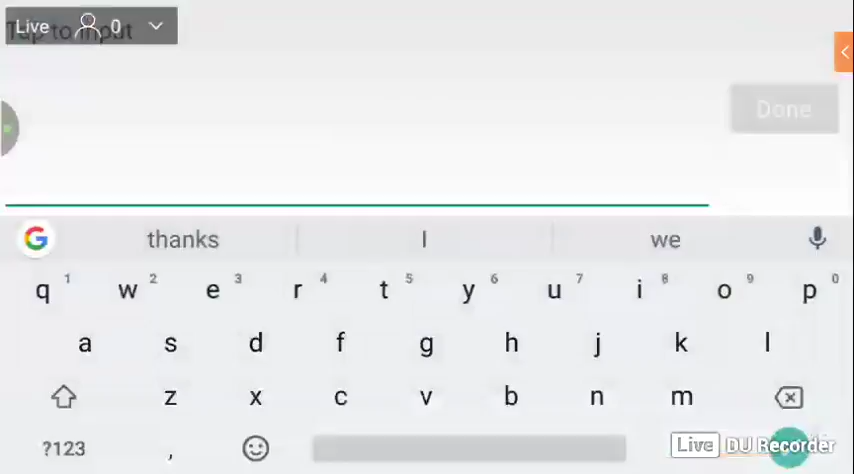 Live 0
Tap to input
Done
G thanks I we
q 1 w 2 e 3 r 4 t 5 y 6 u 7 i 8 o 9 p 0
a s d f g h j k l
z x c v b n m
?123 , Live DU Recorder